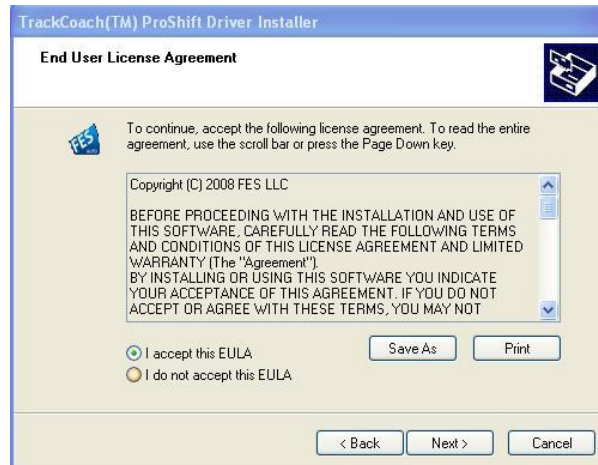 TrackCoach(TM) ProShift Driver Installer
End User License Agreement
FES
To continue, accept the following license agreement. To read the entire
agreement, use the scroll bar or press the Page Down key.
Copyright (C) 2008 FES LLC
BEFORE PROCEEDING WITH THE INSTALLATION AND USE OF
THIS SOFTWARE, CAREFULLY READ THE FOLLOWING TERMS
AND CONDITIONS OF THIS LICENSE AGREEMENT AND LIMITED
WARRANTY (The "Agreement").
BY INSTALLING OR USING THIS SOFTWARE YOU INDICATE
YOUR ACCEPTANCE OF THIS AGREEMENT. IF YOU DO NOT
ACCEPT OR AGREE WITH THESE TERMS, YOU MAY NOT
I accept this EULA
Save As
Print
I do not accept this EULA
< Back
Next >
Cancel